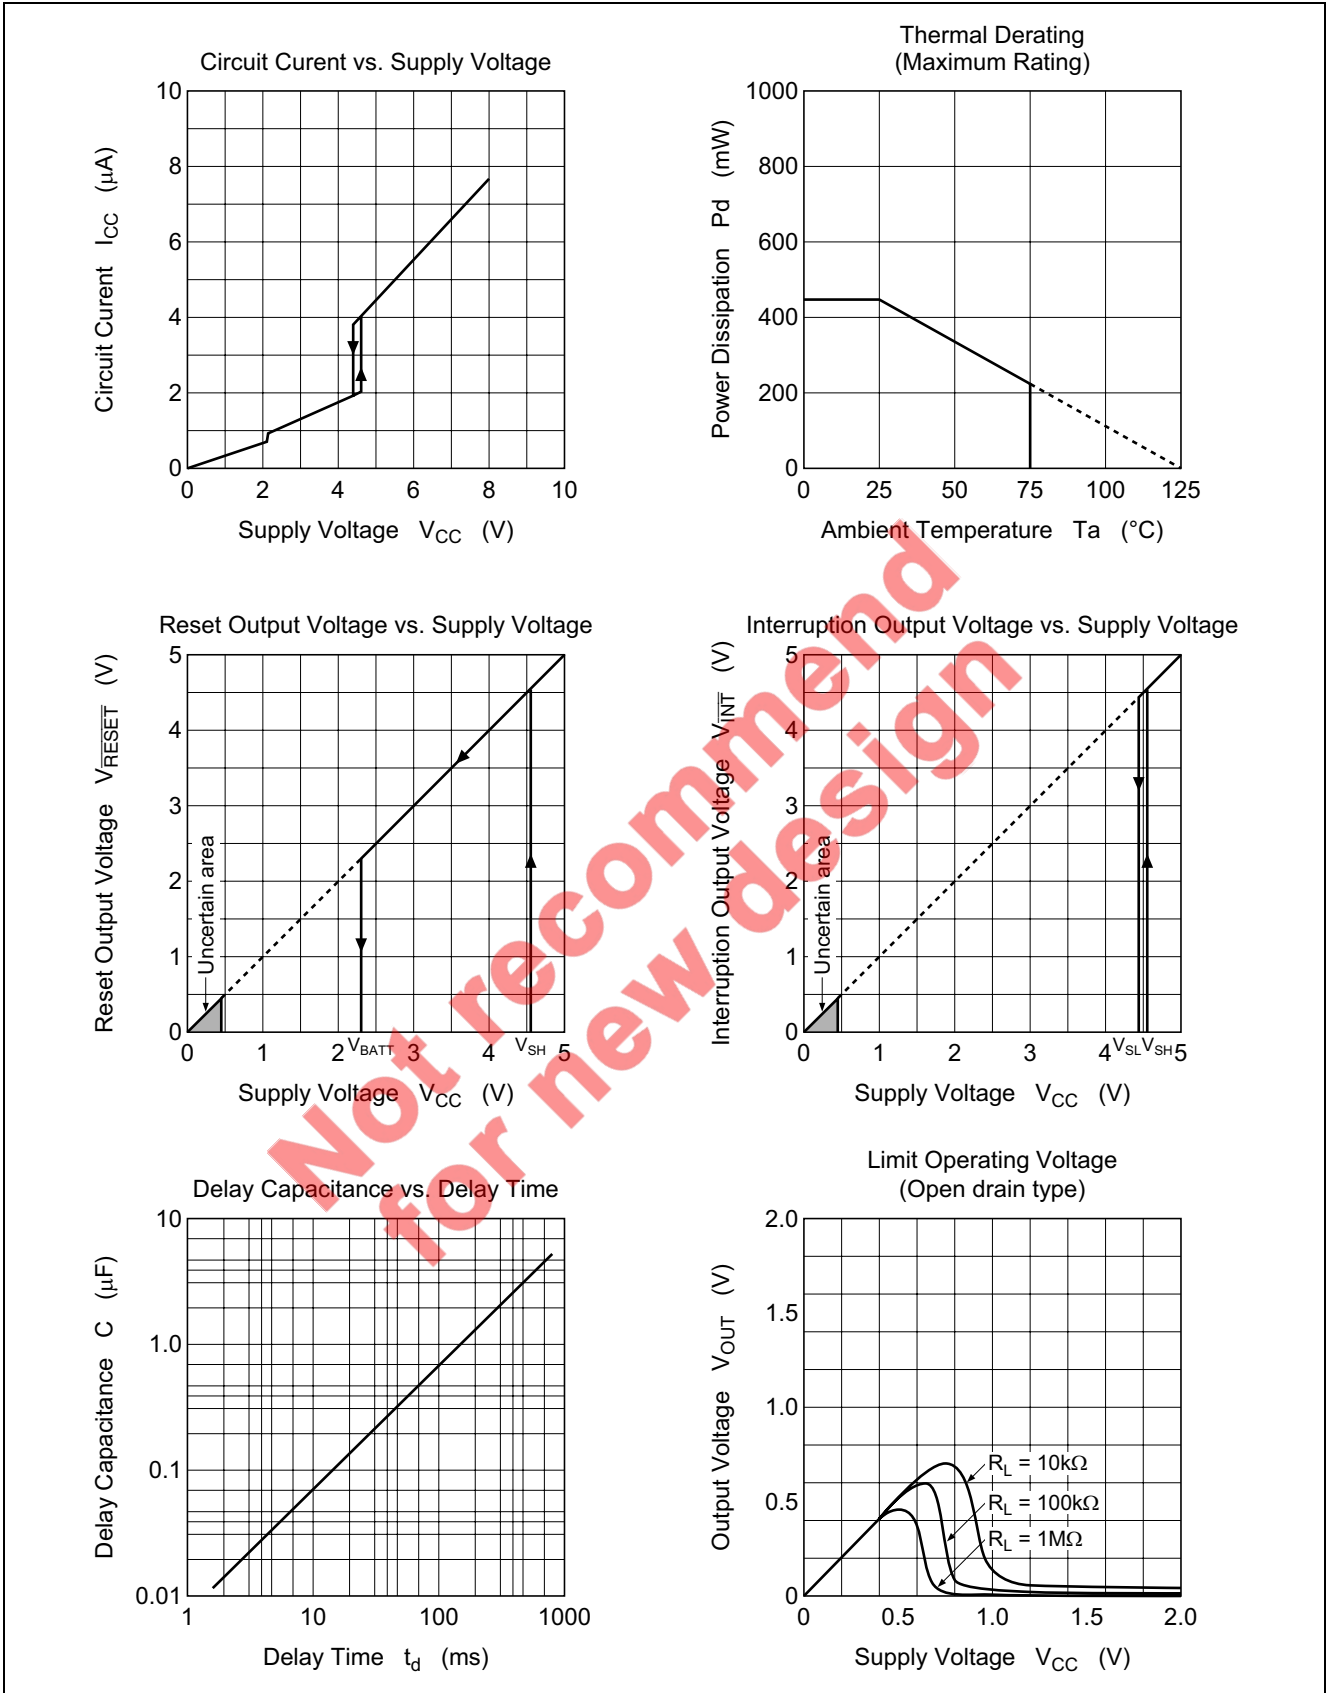 Circuit Curent vs. Supply Voltage
Circuit Curent ICC (μA)
10
8
6
4
2
0
0 2 4 6 8 10
Supply Voltage VCC (V)
Thermal Derating
(Maximum Rating)
Power Dissipation Pd (mW)
1000
800
600
400
200
0
0 25 50 75 100 125
Ambient Temperature Ta (°C)
Reset Output Voltage vs. Supply Voltage
Reset Output Voltage VRESET (V)
5
4
3
2
1
0
Uncertain area
0 1 2 VBATT 3 4 VSH 5
Supply Voltage VCC (V)
Interruption Output Voltage vs. Supply Voltage
Interruption Output Voltage VINT (V)
5
4
3
2
1
0
Uncertain area
0 1 2 3 4 VSL VSH 5
Supply Voltage VCC (V)
Delay Capacitance vs. Delay Time
Delay Capacitance C (μF)
10
1.0
0.1
0.01
1 10 100 1000
Delay Time td (ms)
Limit Operating Voltage
(Open drain type)
Output Voltage VOUT (V)
2.0
1.5
1.0
0.5
0
RL = 10kΩ
RL = 100kΩ
RL = 1MΩ
0 0.5 1.0 1.5 2.0
Supply Voltage VCC (V)
Not recommend
for new design